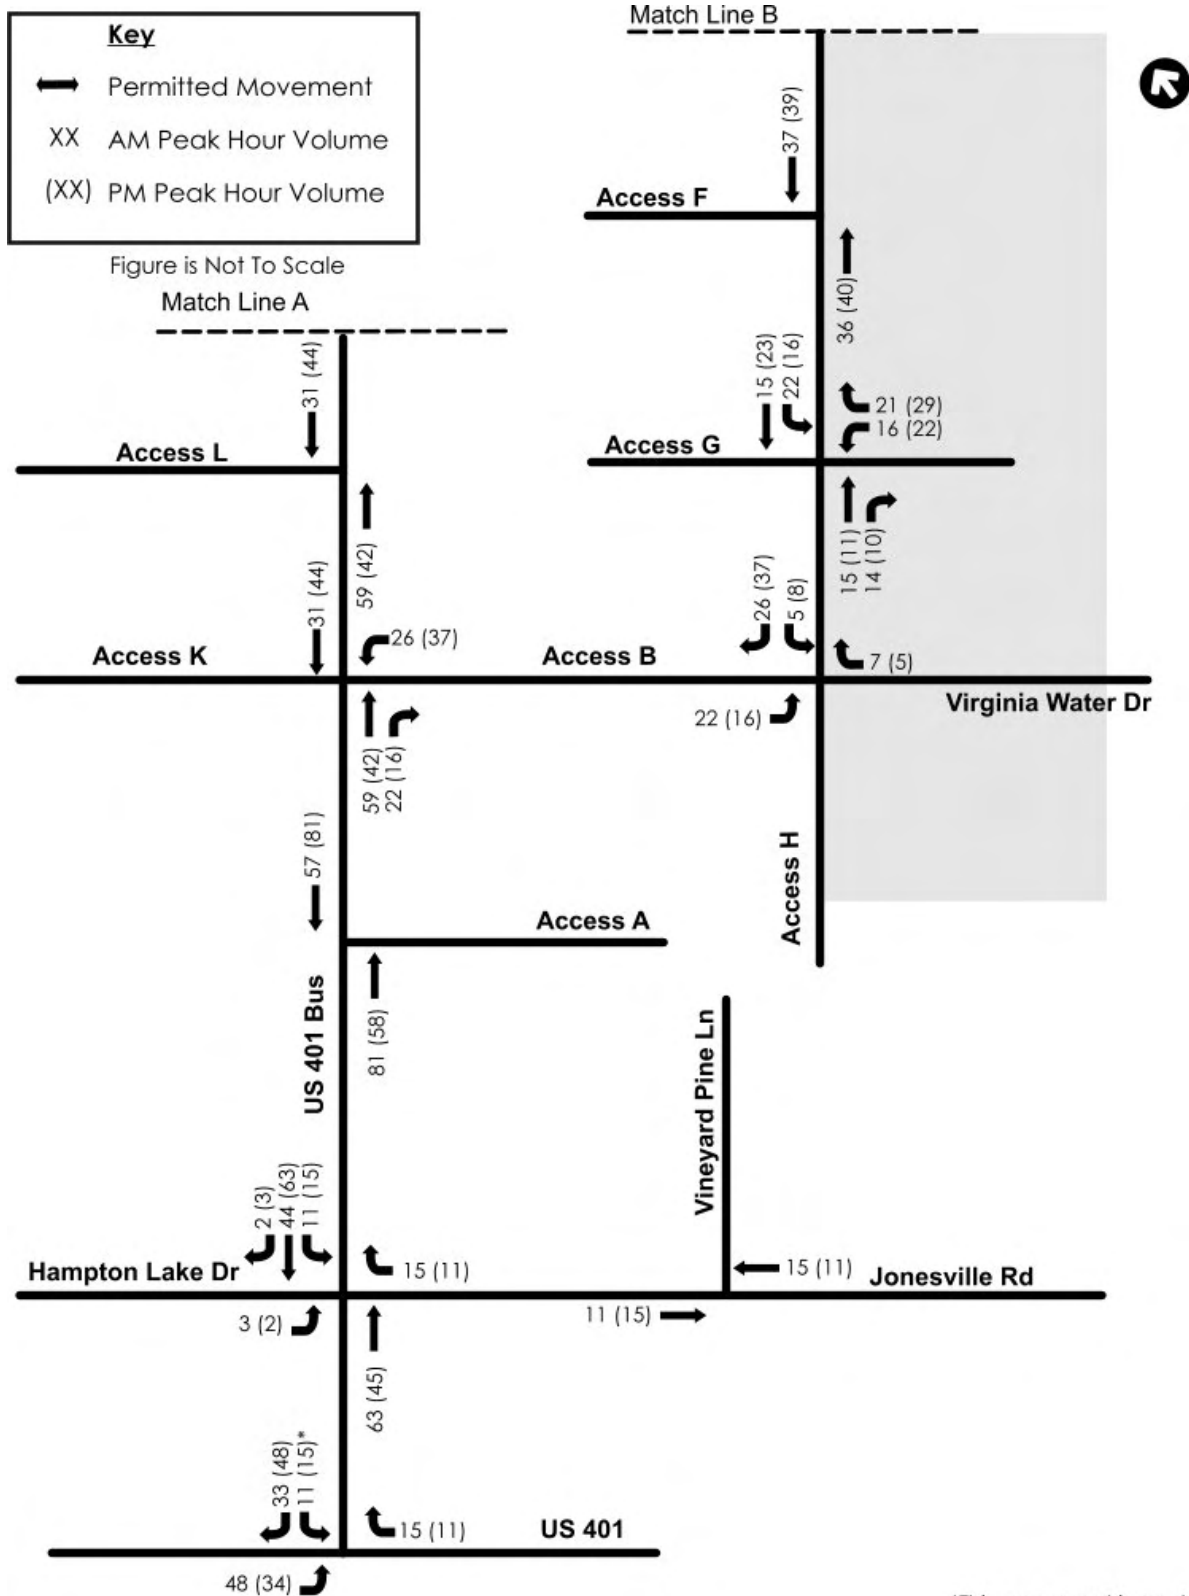 Match Line B
Key
Permitted Movement
XX AM Peak Hour Volume
(XX) PM Peak Hour Volume
Figure is Not To Scale
Match Line A
37 (39)
Access F
36 (40)
31 (44)
15 (23)
22 (16)
21 (29)
16 (22)
Access L
Access G
59 (42)
15 (11)
14 (10)
31 (44)
26 (37)
26 (37)
5 (8)
7 (5)
Access K
Access B
Virginia Water Dr
22 (16)
59 (42)
22 (16)
57 (81)
Access H
Access A
US 401 Bus
81 (58)
Vineyard Pine Ln
2 (3)
44 (63)
11 (15)
15 (11)
15 (11)
Hampton Lake Dr
Jonesville Rd
3 (2)
11 (15)
63 (45)
33 (48)
11 (15)*
15 (11)
US 401
48 (34)